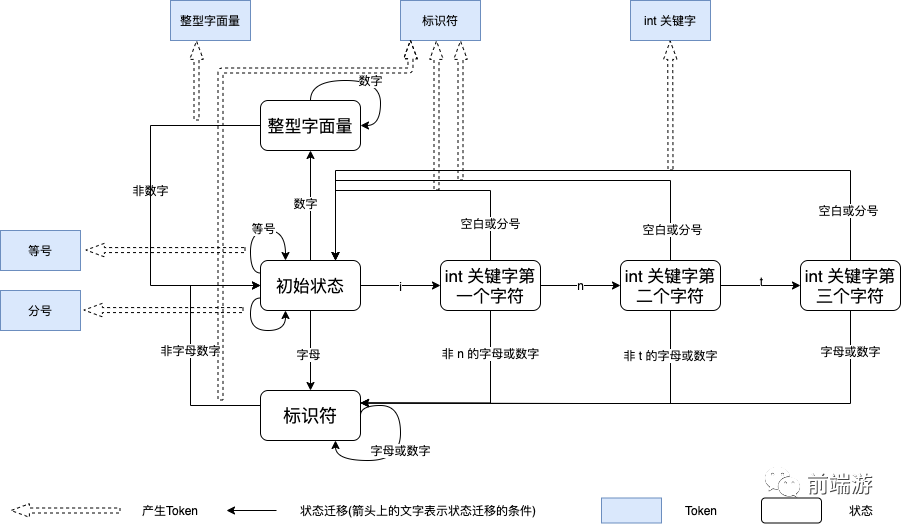 整型字面量
标识符
int 关键字
数字
整型字面量
非数字
数字
空白或分号
空白或分号
空白或分号
等号
等号
初始状态
i
int 关键字第
一个字符
n
int 关键字第
二个字符
t
int 关键字第
三个字符
分号
非字母数字
字母
非 n 的字母或数字
非 t 的字母或数字
字母或数字
标识符
字母或数字
产生Token
状态迁移(箭头上的文字表示状态迁移的条件)
Token
状态
前端游